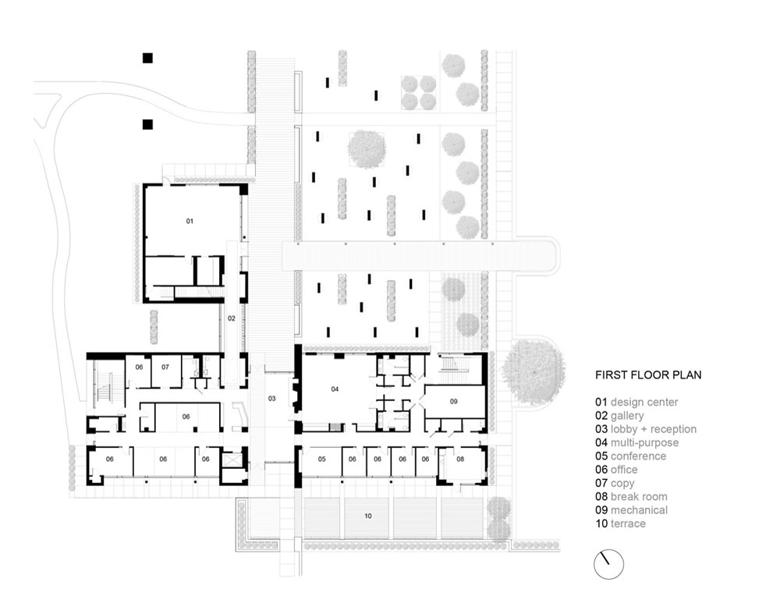 01
02
06
07
04
03
06
09
06
06
06
05
06
06
06
06
08
10
FIRST FLOOR PLAN
01 design center
02 gallery
03 lobby + reception
04 multi-purpose
05 conference
06 office
07 copy
08 break room
09 mechanical
10 terrace